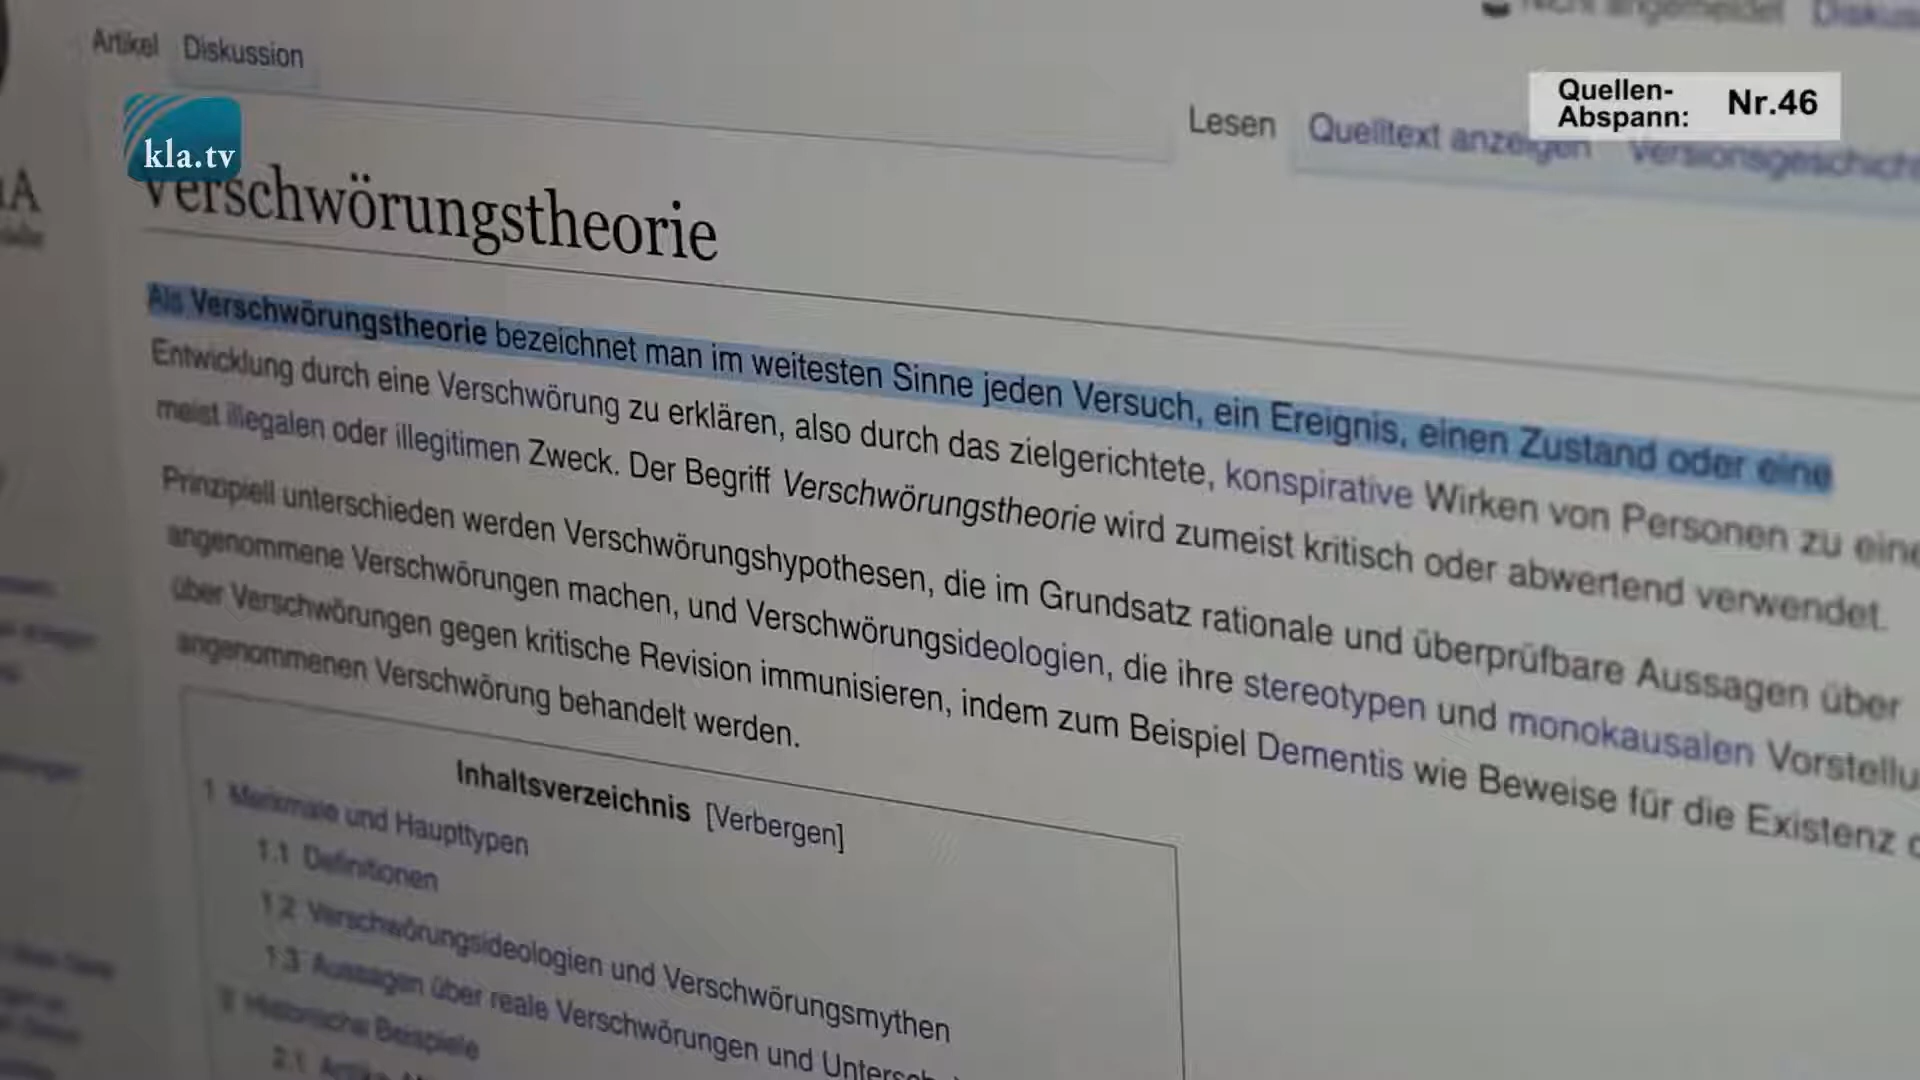 Artikel Diskussion
Quellen-
Abspann: Nr.46
Lesen Quelltext anzeigen Versionsgeschicht
kla.tv
Verschwörungstheorie
Als Verschwörungstheorie bezeichnet man im weitesten Sinne jeden Versuch, ein Ereignis, einen Zustand oder eine
Entwicklung durch eine Verschwörung zu erklären, also durch das zielgerichtete, konspirative Wirken von Personen zu eine
meist illegalen oder illegitimen Zweck. Der Begriff Verschwörungstheorie wird zumeist kritisch oder abwertend verwendet.
Prinzipiell unterschieden werden Verschwörungshypothesen, die im Grundsatz rationale und überprüfbare Aussagen über
angenommene Verschwörungen machen, und Verschwörungsideologien, die ihre stereotypen und monokausalen Vorstellu
über Verschwörungen gegen kritische Revision immunisieren, indem zum Beispiel Dementis wie Beweise für die Existenz
angenommenen Verschwörung behandelt werden.
Inhaltsverzeichnis [Verbergen]
1 Merkmale und Haupttypen
1.1 Definitionen
1.2 Verschwörungsideologien und Verschwörungsmythen
1.3 Aussagen über reale Verschwörungen und Untersch
2 Historische Beispiele
2.1